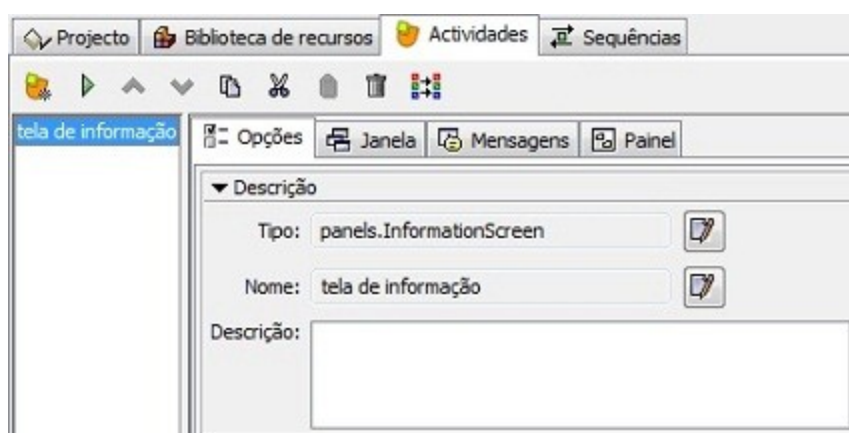 Projecto Biblioteca de recursos Actividades Sequências
tela de informação
Opções Janela Mensagens Painel
Descrição
Tipo: panels.InformationScreen
Nome: tela de informação
Descrição: